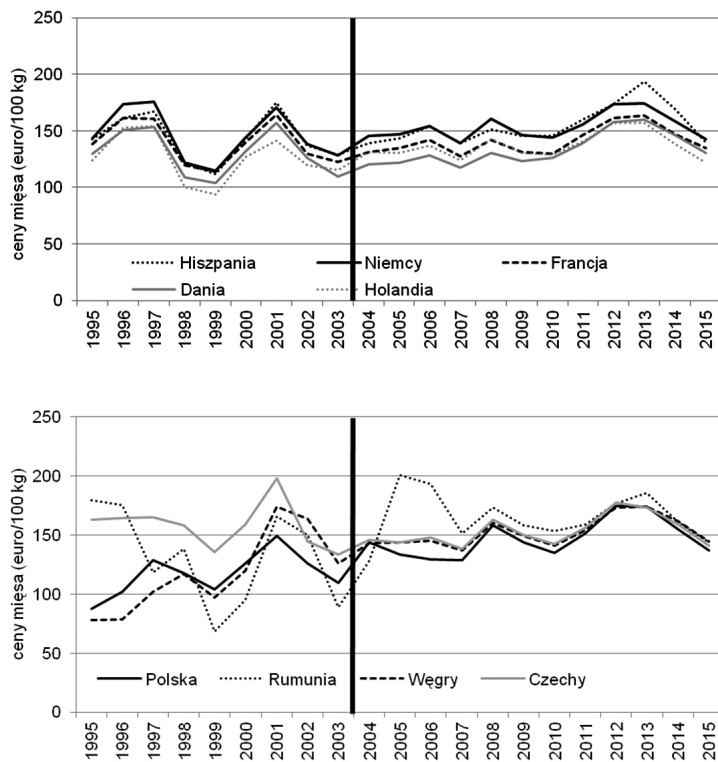 250
200
150
100
50
0
ceny mięsa (euro/100 kg)
Hiszpania Niemcy Francja
Dania Holandia
1995 1996 1997 1998 1999 2000 2001 2002 2003 2004 2005 2006 2007 2008 2009 2010 2011 2012 2013 2014 2015
250
200
150
100
50
0
ceny mięsa (euro/100 kg)
Polska Rumunia Węgry Czechy
1995 1996 1997 1998 1999 2000 2001 2002 2003 2004 2005 2006 2007 2008 2009 2010 2011 2012 2013 2014 2015